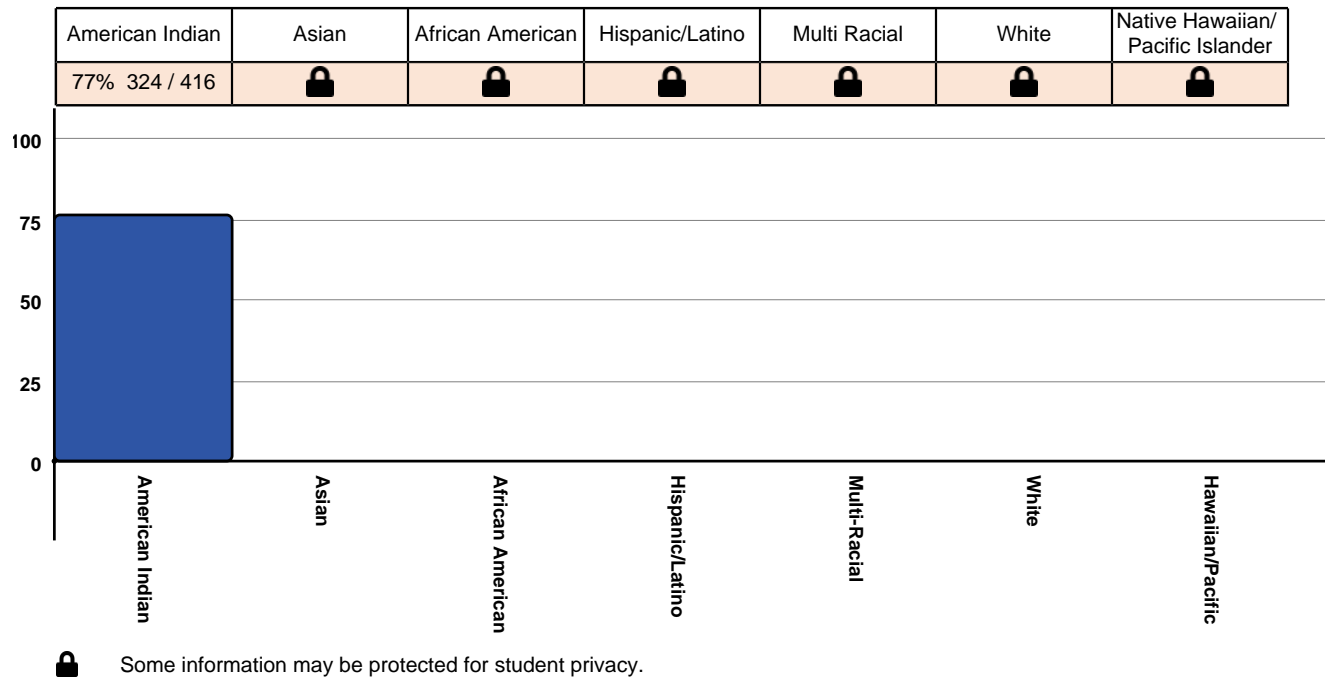 American Indian
Asian
African American
Hispanic/Latino
Multi Racial
White
Native Hawaiian/
Pacific Islander
77% 324 / 416
100
75
50
25
0
American Indian
Asian
African American
Hispanic/Latino
Multi-Racial
White
Hawaiian/Pacific
Some information may be protected for student privacy.